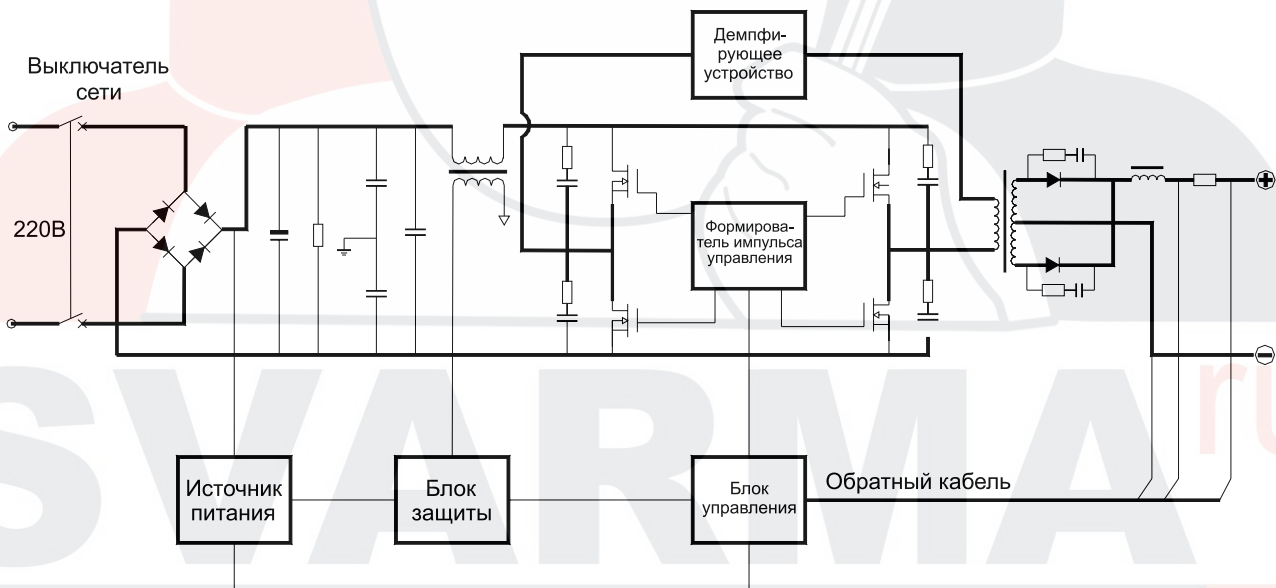 Демпфи-
рующее
устройство
Выключатель
сети
220В
Формирова-
тель импульса
управления
Источник
питания
Блок
защиты
Блок
управления
Обратный кабель
SVARMA
ru